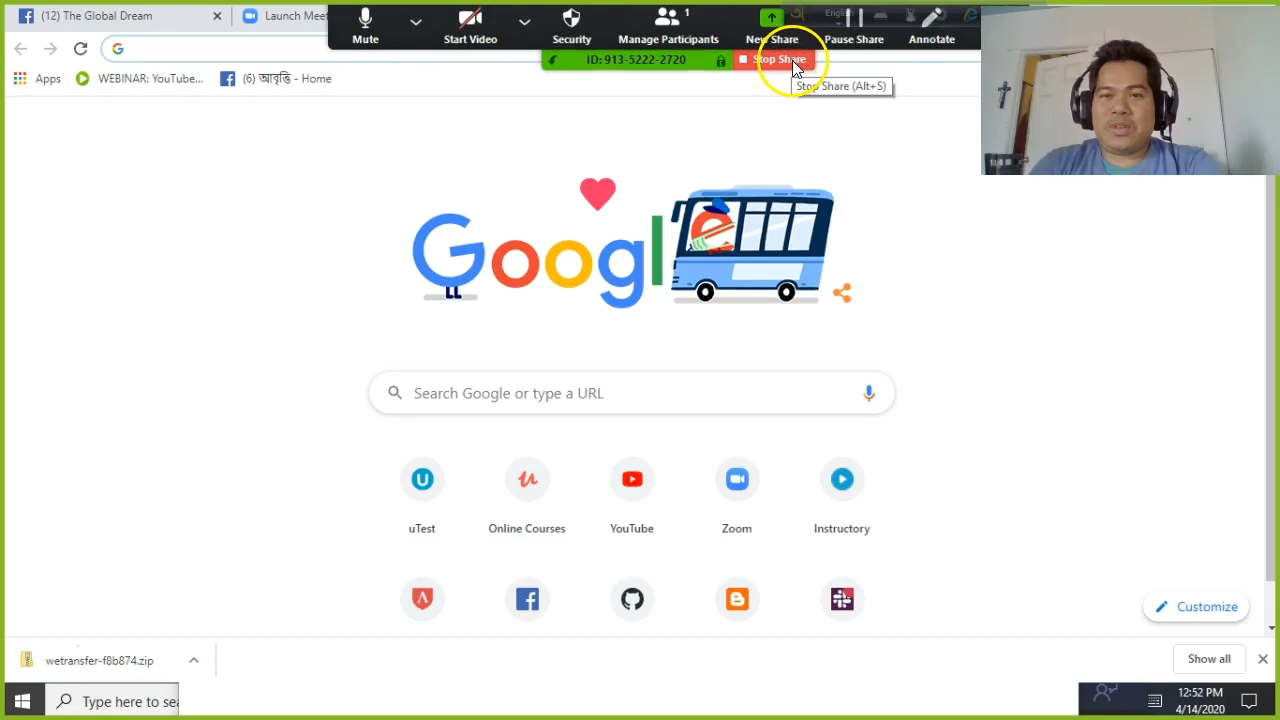 (12) The Global Dream
Launch Meet
Mute
Start Video
Security
1
Manage Participants
New Share
Pause Share
Annotate
English
ID: 913-5222-2720
Stop Share
Stop Share (Alt+S)
Apps
WEBINAR: YouTube...
(6) আবৃত্তি - Home
Google
Search Google or type a URL
uTest
Online Courses
YouTube
Zoom
Instructory
Customize
wetransfer-f8b874.zip
Show all
Type here to sea
12:52 PM
4/14/2020